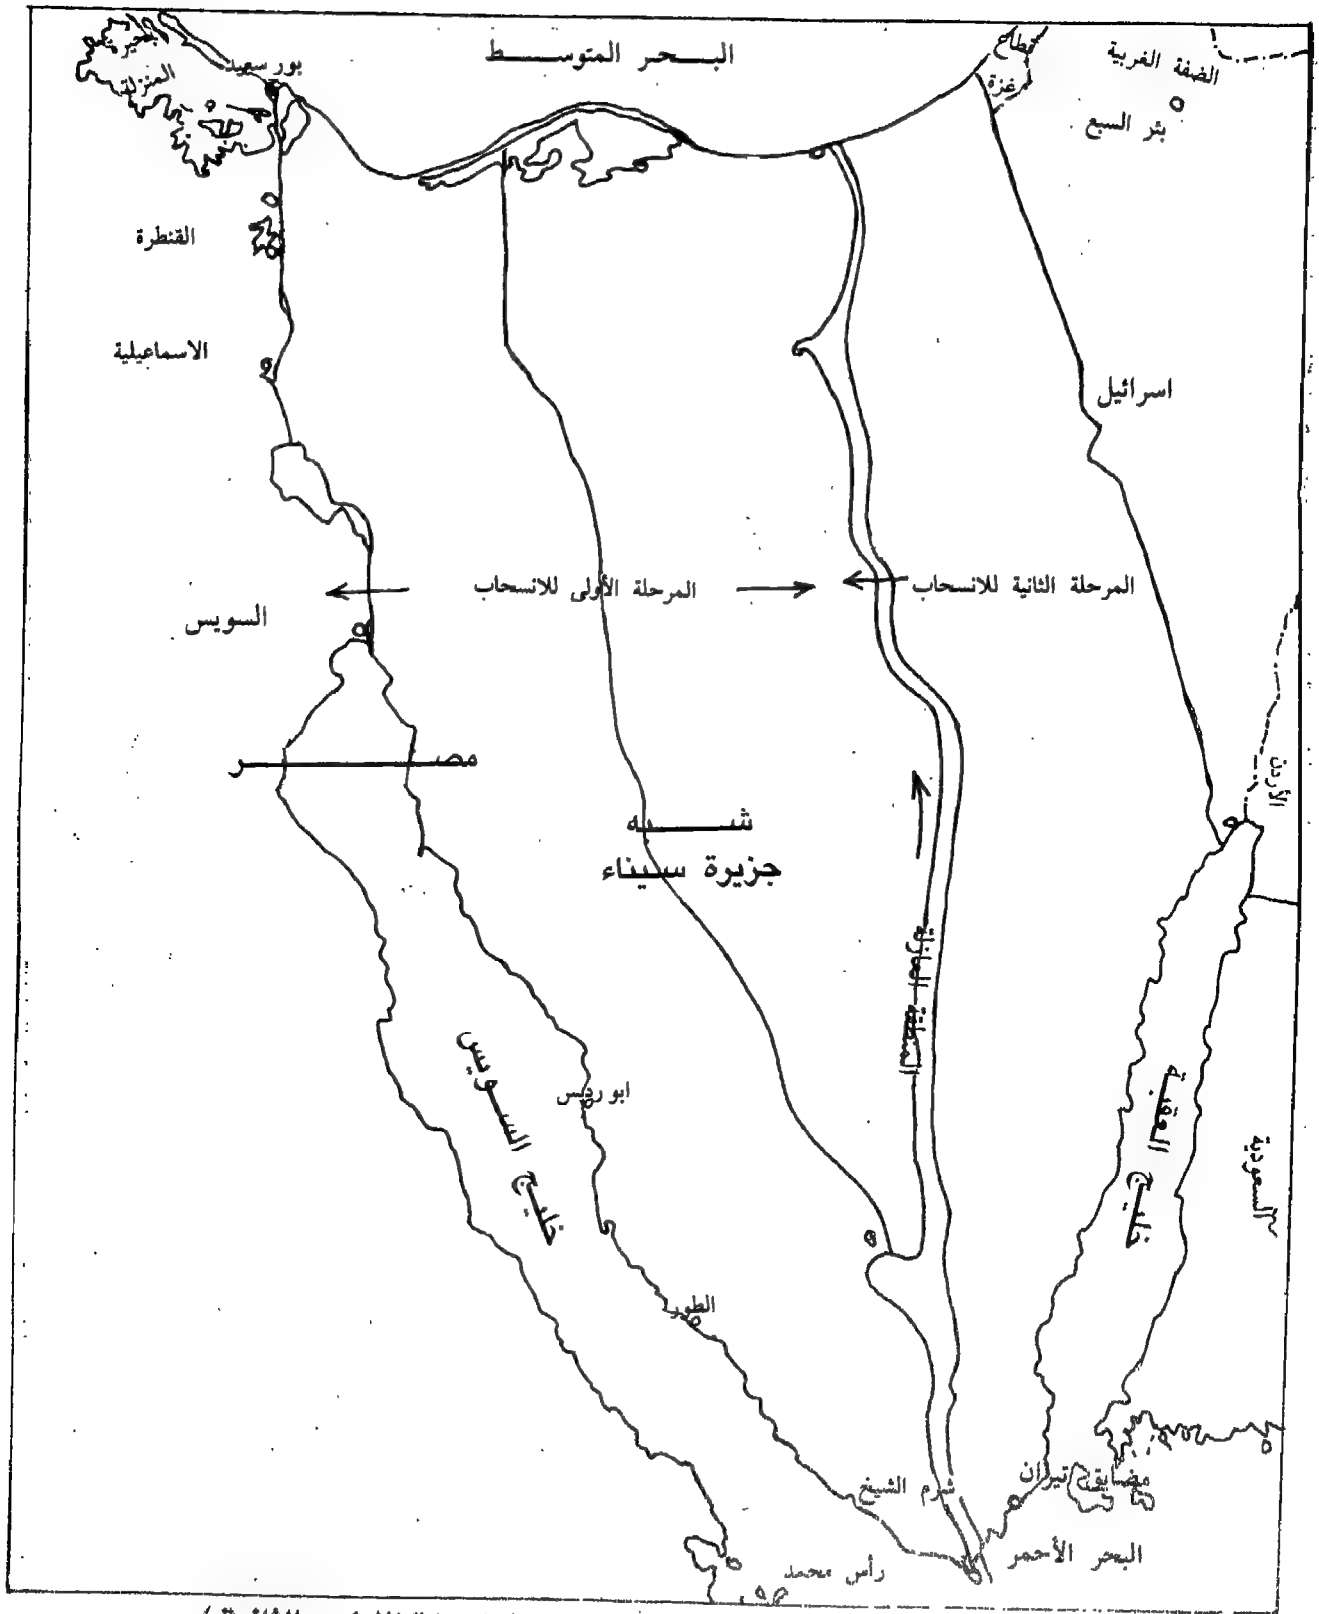 البحر المتوسط
قطاع
غزة
الضفة الغربية
بئر السبع
بور سعيد
المنزلة
القنطرة
الاسماعيلية
اسرائيل
المرحلة الثانية للانسحاب
المرحلة الأولى للانسحاب
السويس
مصر
الأردن
شبه
جزيرة سيناء
المنطقة العازلة
خليج السويس
ابو رديس
خليج العقبة
السعودية
الطور
شرم الشيخ
مضايق تيران
البحر الأحمر
رأس محمد